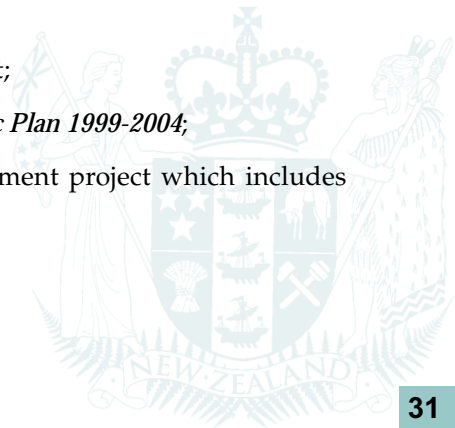 t;
c Plan 1999-2004;
ment project which includes
NEW ZEALAND
31